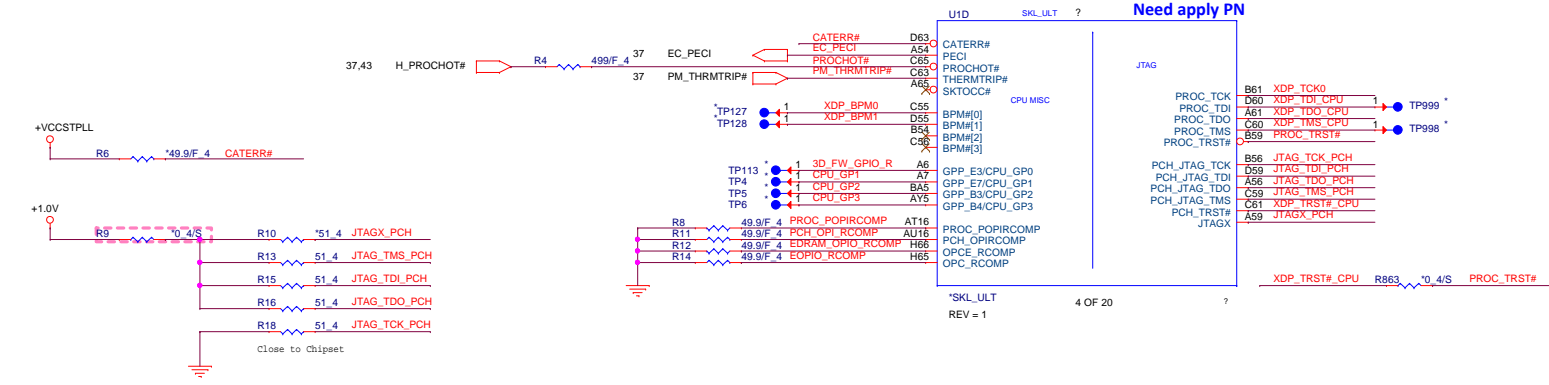 Need apply PN
U1D SKL_ULT ?
CATERR# D63 CATERR#
37 EC_PECI EC_PECI A54 PECI
37,43 H_PROCHOT# R4 499/F_4 PROCHOT# C65 PROCHOT#
37 PM_THRMTRIP# PM_THRMTRIP# C63 THERMTRIP#
A65 SKTOCC#
JTAG
CPU MISC
*TP127 1 XDP_BPM0 C55 BPM#[0]
*TP128 1 XDP_BPM1 D55 BPM#[1]
B54 BPM#[2]
C56 BPM#[3]
PROC_TCK B61 XDP_TCK0
PROC_TDI D60 XDP_TDI_CPU 1 TP999 *
PROC_TDO A61 XDP_TDO_CPU
PROC_TMS C60 XDP_TMS_CPU 1 TP998 *
PROC_TRST# B59 PROC_TRST#
+VCCSTPLL
R6 *49.9/F_4 CATERR#
TP113 * 1 3D_FW_GPIO_R A6 GPP_E3/CPU_GP0
TP4 * 1 CPU_GP1 A7 GPP_E7/CPU_GP1
TP5 * 1 CPU_GP2 BA5 GPP_B3/CPU_GP2
TP6 * 1 CPU_GP3 AY5 GPP_B4/CPU_GP3
PCH_JTAG_TCK B56 JTAG_TCK_PCH
PCH_JTAG_TDI D59 JTAG_TDI_PCH
PCH_JTAG_TDO A56 JTAG_TDO_PCH
PCH_JTAG_TMS C59 JTAG_TMS_PCH
PCH_TRST# C61 XDP_TRST#_CPU
JTAGX A59 JTAGX_PCH
R8 49.9/F_4 PROC_POPIRCOMP AT16 PROC_POPIRCOMP
R11 49.9/F_4 PCH_OPI_RCOMP AU16 PCH_OPIRCOMP
R12 49.9/F_4 EDRAM_OPIO_RCOMP H66 OPCE_RCOMP
R14 49.9/F_4 EOPIO_RCOMP H65 OPC_RCOMP
+1.0V
R9 *0_4/S R10 *51_4 JTAGX_PCH
R13 51_4 JTAG_TMS_PCH
R15 51_4 JTAG_TDI_PCH
R16 51_4 JTAG_TDO_PCH
R18 51_4 JTAG_TCK_PCH
Close to Chipset
*SKL_ULT 4 OF 20 ?
REV = 1
XDP_TRST#_CPU R863 *0_4/S PROC_TRST#